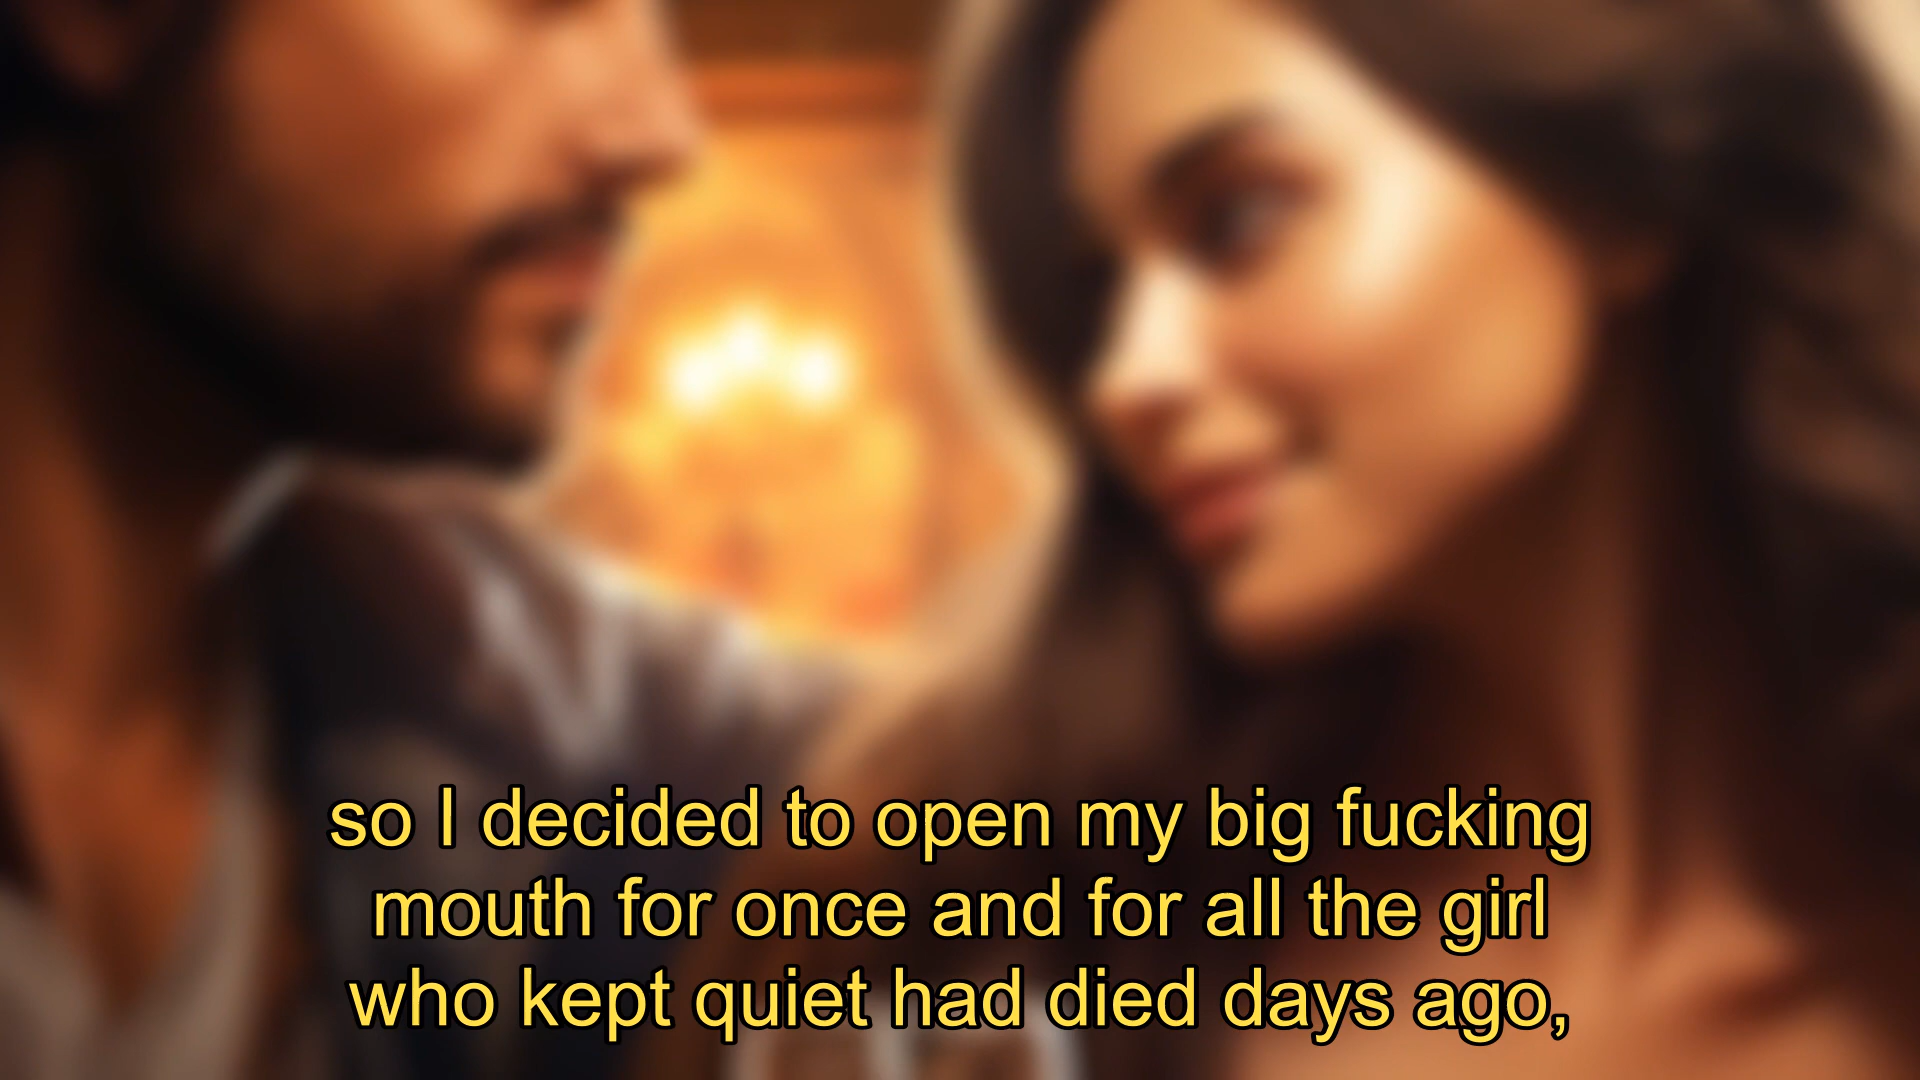 so I decided to open my big fucking
mouth for once and for all the girl
who kept quiet had died days ago,